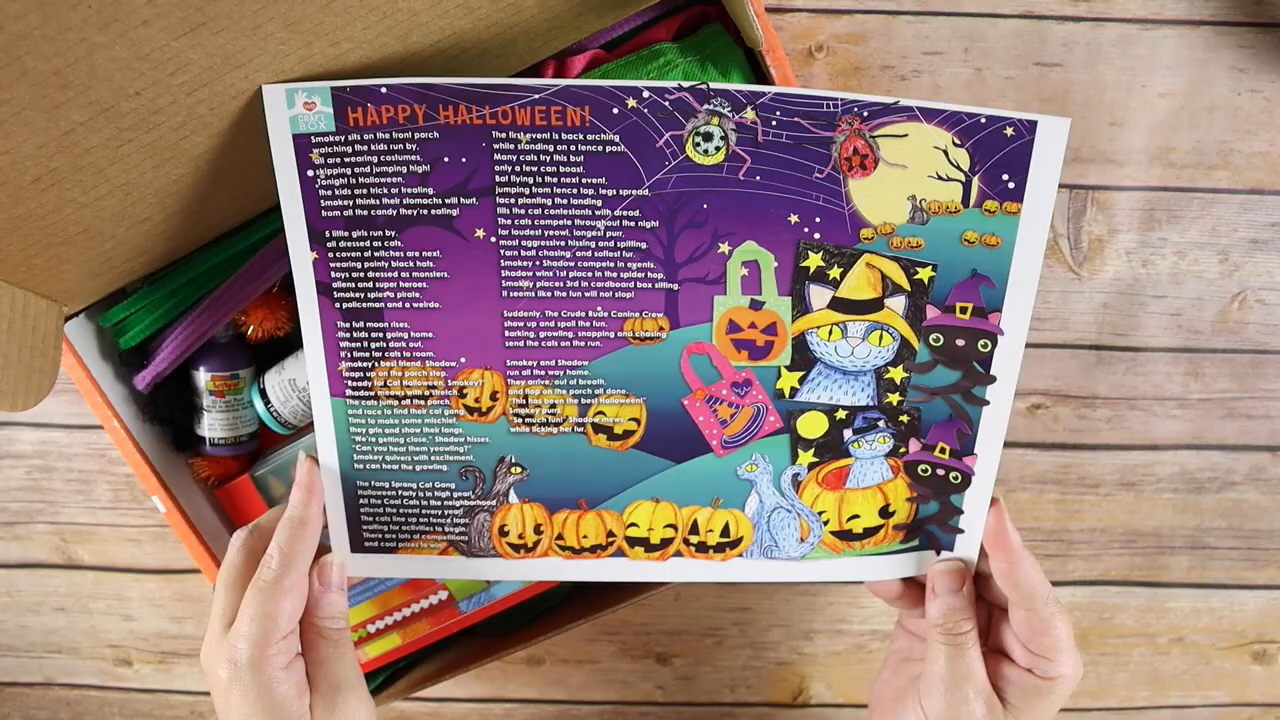 we
CRAFT
BOX
HAPPY HALLOWEEN!
Smokey sits on the front porch
watching the kids run by,
all are wearing costumes,
skipping and jumping high!
Tonight is Halloween,
the kids are trick or treating.
Smokey thinks their stomachs will hurt,
from all the candy they're eating!
5 little girls run by,
all dressed as cats,
a coven of witches are next,
wearing pointy black hats.
Boys are dressed as monsters,
aliens and super heroes.
Smokey spies a pirate,
a policeman and a weirdo.
The full moon rises,
the kids are going home.
When it gets dark out,
it's time for cats to roam.
Smokey's best friend, Shadow,
leaps up on the porch step.
"Ready for Cat Halloween, Smokey?"
Shadow meows with a stretch.
The cats jump off the porch,
and race to find their cat gang.
Time to make some mischief,
they grin and show their fangs.
"We're getting close," Shadow hisses.
"Can you hear them yeowling?"
Smokey quivers with excitement,
he can hear the growling.
The Fang Sprang Cat Gang
Halloween Party is in high gear!
All the Cool Cats in the neighborhood
attend the event every year!
The cats line up on fence tops,
waiting for activities to begin.
There are lots of competitions
and cool prizes to win.
The first event is back arching
while standing on a fence post.
Many cats try this but
only a few can boast.
Bat flying is the next event,
jumping from fence top, legs spread,
face planting the landing
fills the cat contestants with dread.
The cats compete throughout the night
for loudest yeowl, longest purr,
most aggressive hissing and spitting.
Yarn ball chasing, and softest fur.
Smokey + Shadow compete in events.
Shadow wins 1st place in the spider hop,
Smokey places 3rd in cardboard box sitting.
It seems like the fun will not stop!
Suddenly, The Crude Rude Canine Crew
show up and spoil the fun.
Barking, growling, snapping and chasing
send the cats on the run.
Smokey and Shadow
run all the way home.
They arrive, out of breath,
and flop on the porch all done.
"This has been the best Halloween!"
Smokey purrs.
"So much fun!" Shadow mews,
while licking her fur.